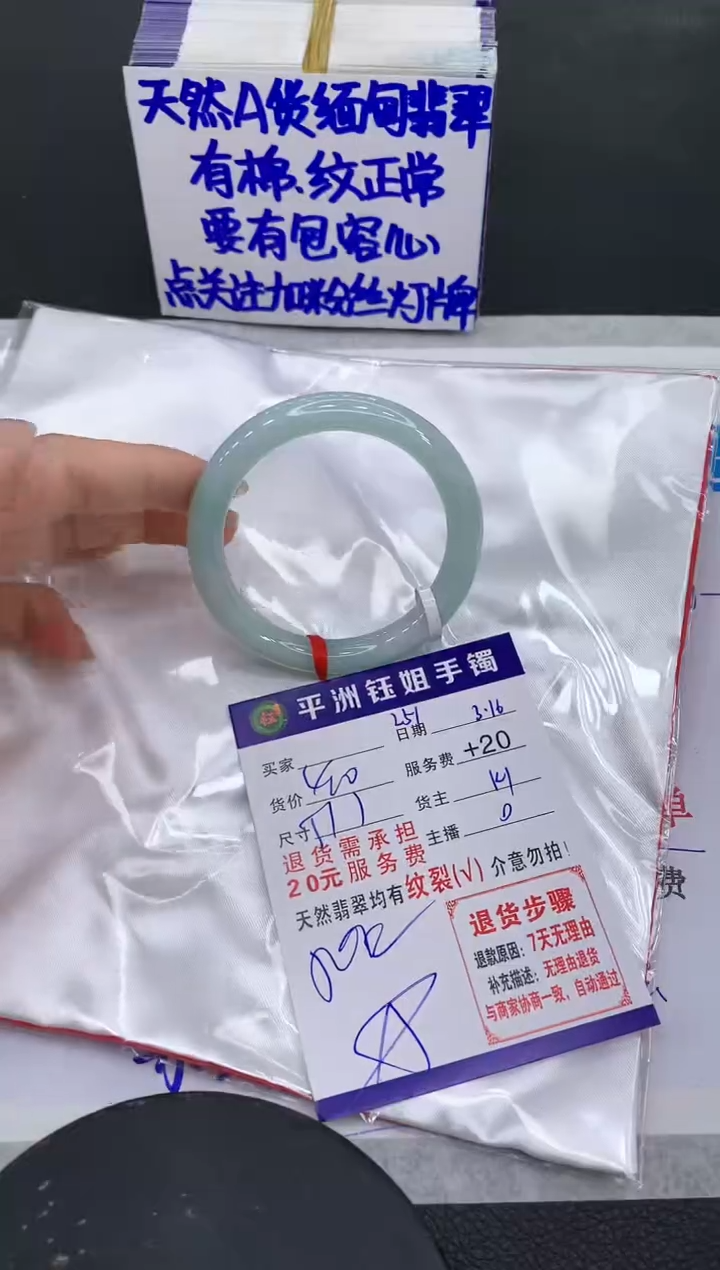 天然A货缅甸翡翠
有棉、纹正常
要有包容心
点关注加粉丝灯牌
平洲钰姐手镯
买家
251
日期 3.16
货价
服务费 +20
尺寸
货主
主播
退货需承担
20元服务费
天然翡翠均有纹裂(√) 介意勿拍!
退货步骤
退款原因:7天无理由
补充描述:无理由退货
与商家协商一致,自动通过
单
费